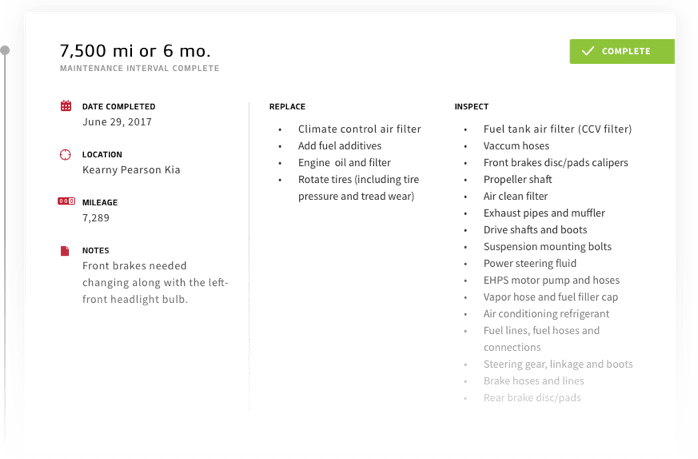 7,500 mi or 6 mo.
MAINTENANCE INTERVAL COMPLETE
COMPLETE
DATE COMPLETED
June 29, 2017
LOCATION
Kearny Pearson Kia
MILEAGE
7,289
NOTES
Front brakes needed
changing along with the left-
front headlight bulb.
REPLACE
• Climate control air filter
• Add fuel additives
• Engine oil and filter
• Rotate tires (including tire
pressure and tread wear)
INSPECT
• Fuel tank air filter (CCV filter)
• Vaccum hoses
• Front brakes disc/pads calipers
• Propeller shaft
• Air clean filter
• Exhaust pipes and muffler
• Drive shafts and boots
• Suspension mounting bolts
• Power steering fluid
• EHPS motor pump and hoses
• Vapor hose and fuel filler cap
• Air conditioning refrigerant
• Fuel lines, fuel hoses and
connections
• Steering gear, linkage and boots
• Brake hoses and lines
• Rear brake disc/pads